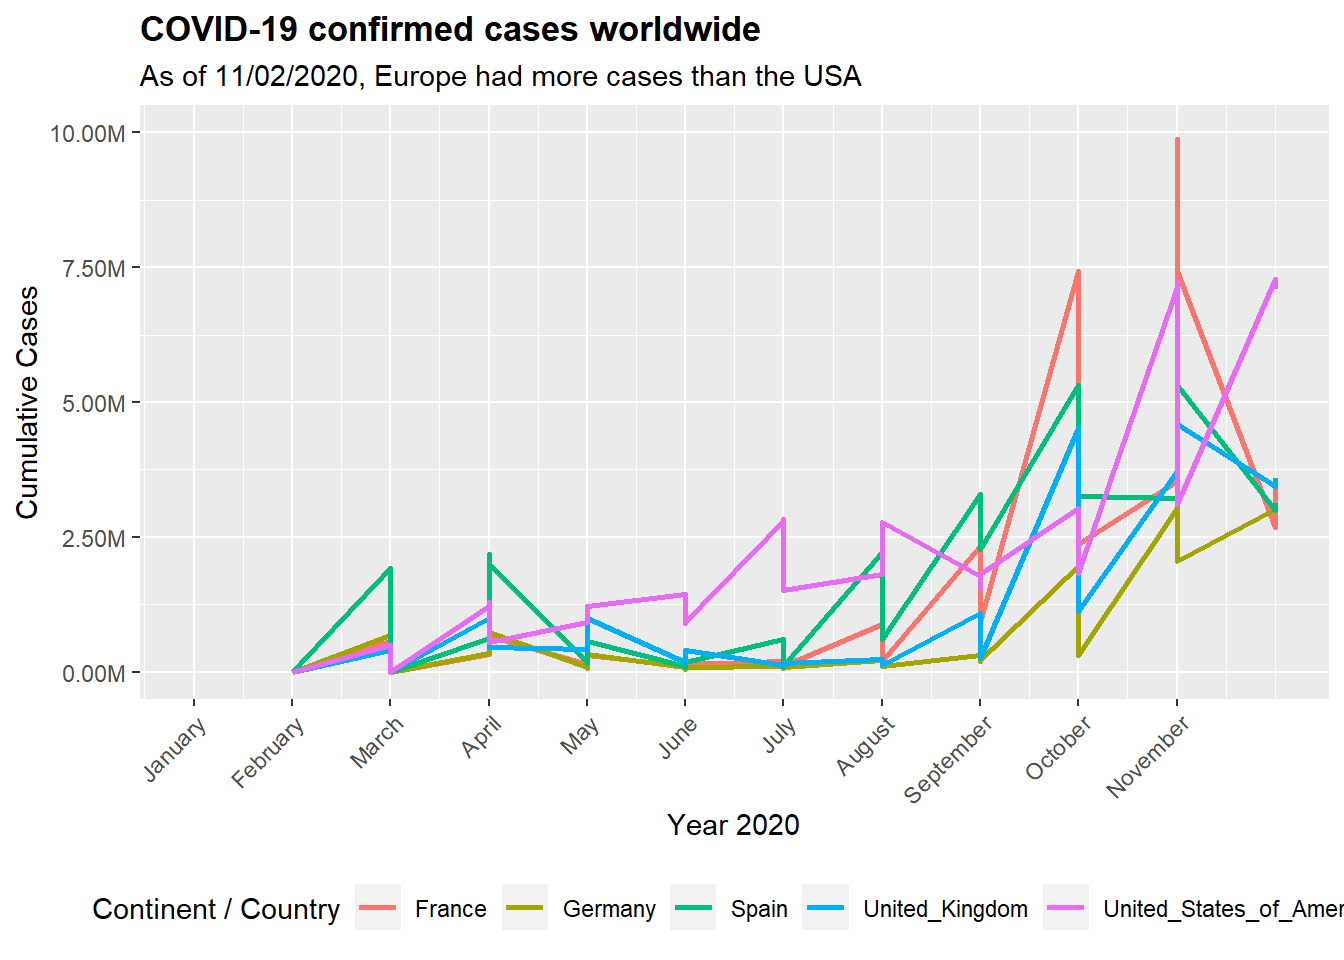 COVID-19 confirmed cases worldwide
As of 11/02/2020, Europe had more cases than the USA
Cumulative Cases
10.00M
7.50M
5.00M
2.50M
0.00M
January
February
March
April
May
June
July
August
September
October
November
Year 2020
Continent / Country France Germany Spain United_Kingdom United_States_of_Amer